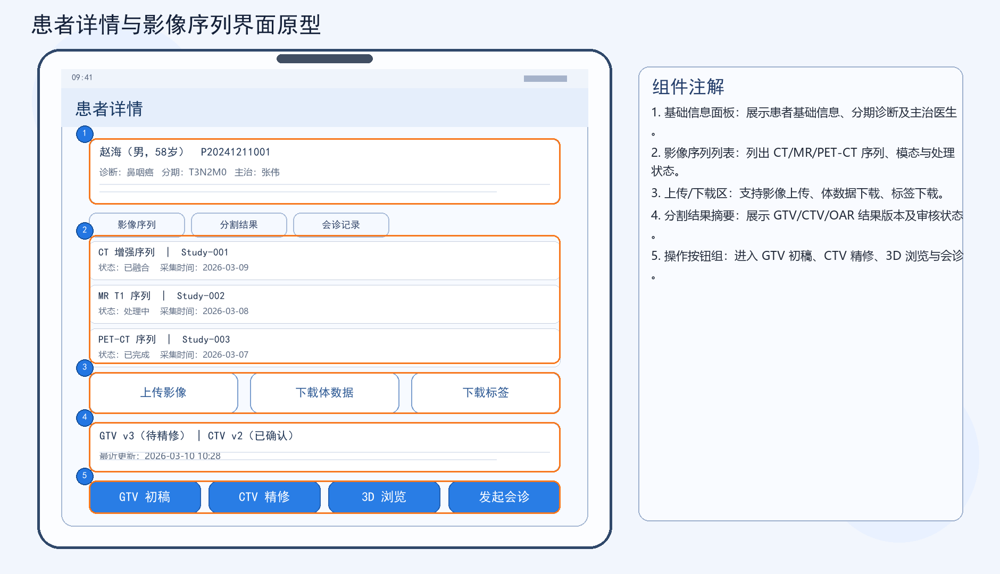 患者详情与影像序列界面原型
09:41
患者详情
1
赵海（男，58岁）  P20241211001
诊断：鼻咽癌  分期：T3N2M0  主治：张伟
影像序列  分割结果  会诊记录
2
CT 增强序列 | Study-001
状态：已融合  采集时间：2026-03-09
MR T1 序列 | Study-002
状态：处理中  采集时间：2026-03-08
PET-CT 序列 | Study-003
状态：已完成  采集时间：2026-03-07
3
上传影像  下载体数据  下载标签
4
GTV v3（待精修） | CTV v2（已确认）
最近更新：2026-03-10 10:28
5
GTV 初稿  CTV 精修  3D 浏览  发起会诊
组件注解
1. 基础信息面板：展示患者基础信息、分期诊断及主治医生
。
2. 影像序列列表：列出 CT/MR/PET-CT 序列、模态与处理
状态。
3. 上传/下载区：支持影像上传、体数据下载、标签下载。
4. 分割结果摘要：展示 GTV/CTV/OAR 结果版本及审核状态
。
5. 操作按钮组：进入 GTV 初稿、CTV 精修、3D 浏览与会诊
。